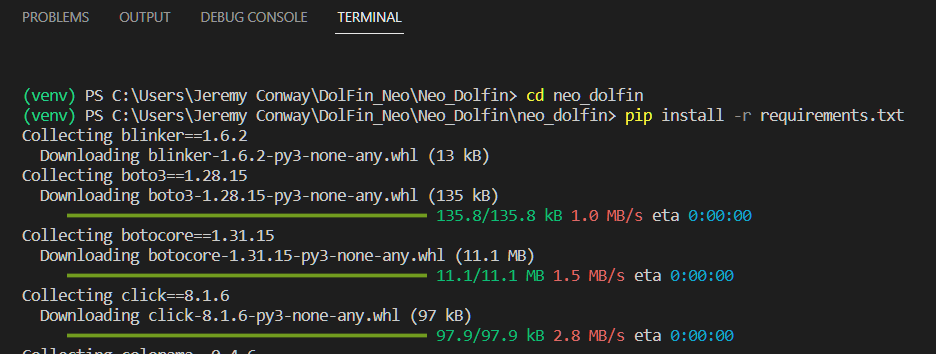 PROBLEMS OUTPUT DEBUG CONSOLE TERMINAL
(venv) PS C:\Users\Jeremy Conway\DolFin_Neo\Neo_Dolfin> cd neo_dolfin
(venv) PS C:\Users\Jeremy Conway\DolFin_Neo\Neo_Dolfin\neo_dolfin> pip install -r requirements.txt
Collecting blinker==1.6.2
  Downloading blinker-1.6.2-py3-none-any.whl (13 kB)
Collecting boto3==1.28.15
  Downloading boto3-1.28.15-py3-none-any.whl (135 kB)
135.8/135.8 kB 1.0 MB/s eta 0:00:00
Collecting botocore==1.31.15
  Downloading botocore-1.31.15-py3-none-any.whl (11.1 MB)
11.1/11.1 MB 1.5 MB/s eta 0:00:00
Collecting click==8.1.6
  Downloading click-8.1.6-py3-none-any.whl (97 kB)
97.9/97.9 kB 2.8 MB/s eta 0:00:00
Collecting